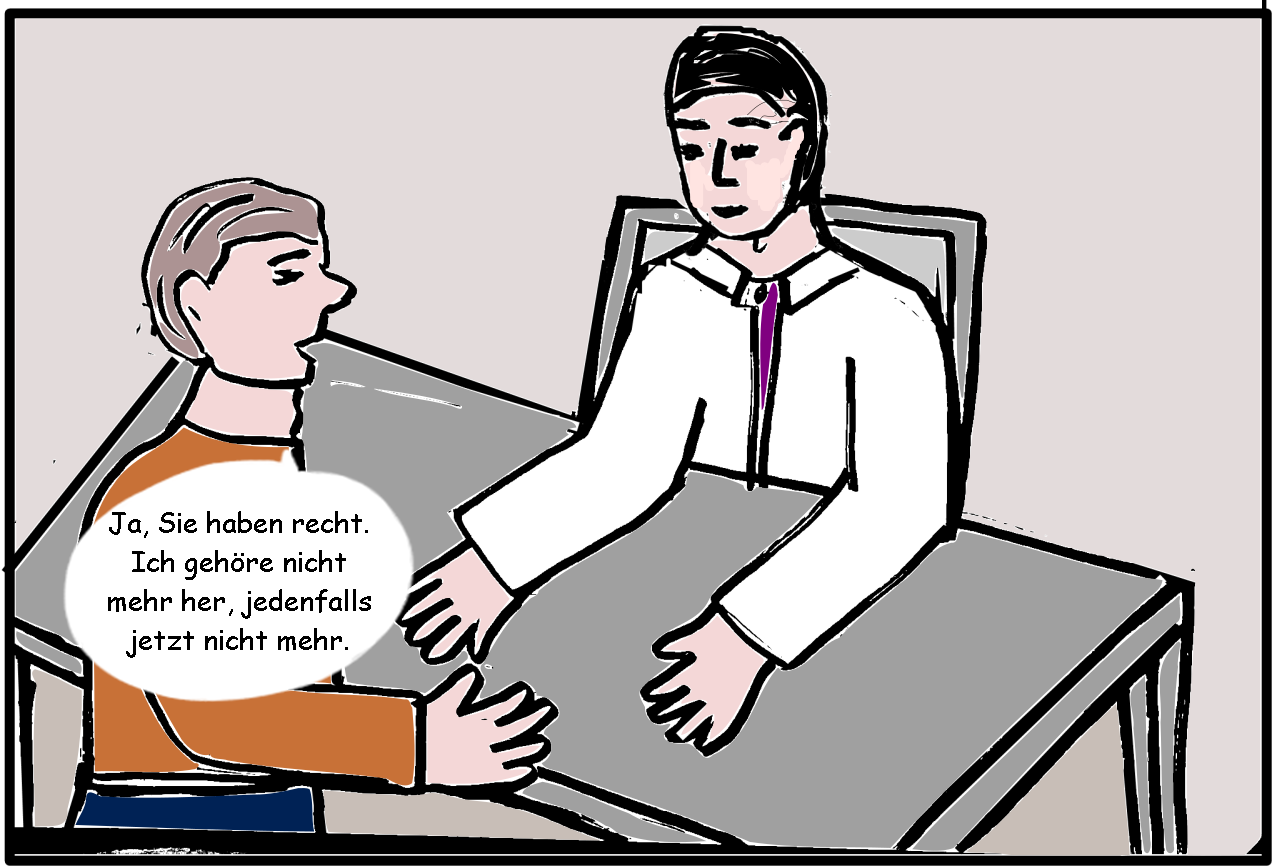 Ja, Sie haben recht.
Ich gehöre nicht
mehr her, jedenfalls
jetzt nicht mehr.